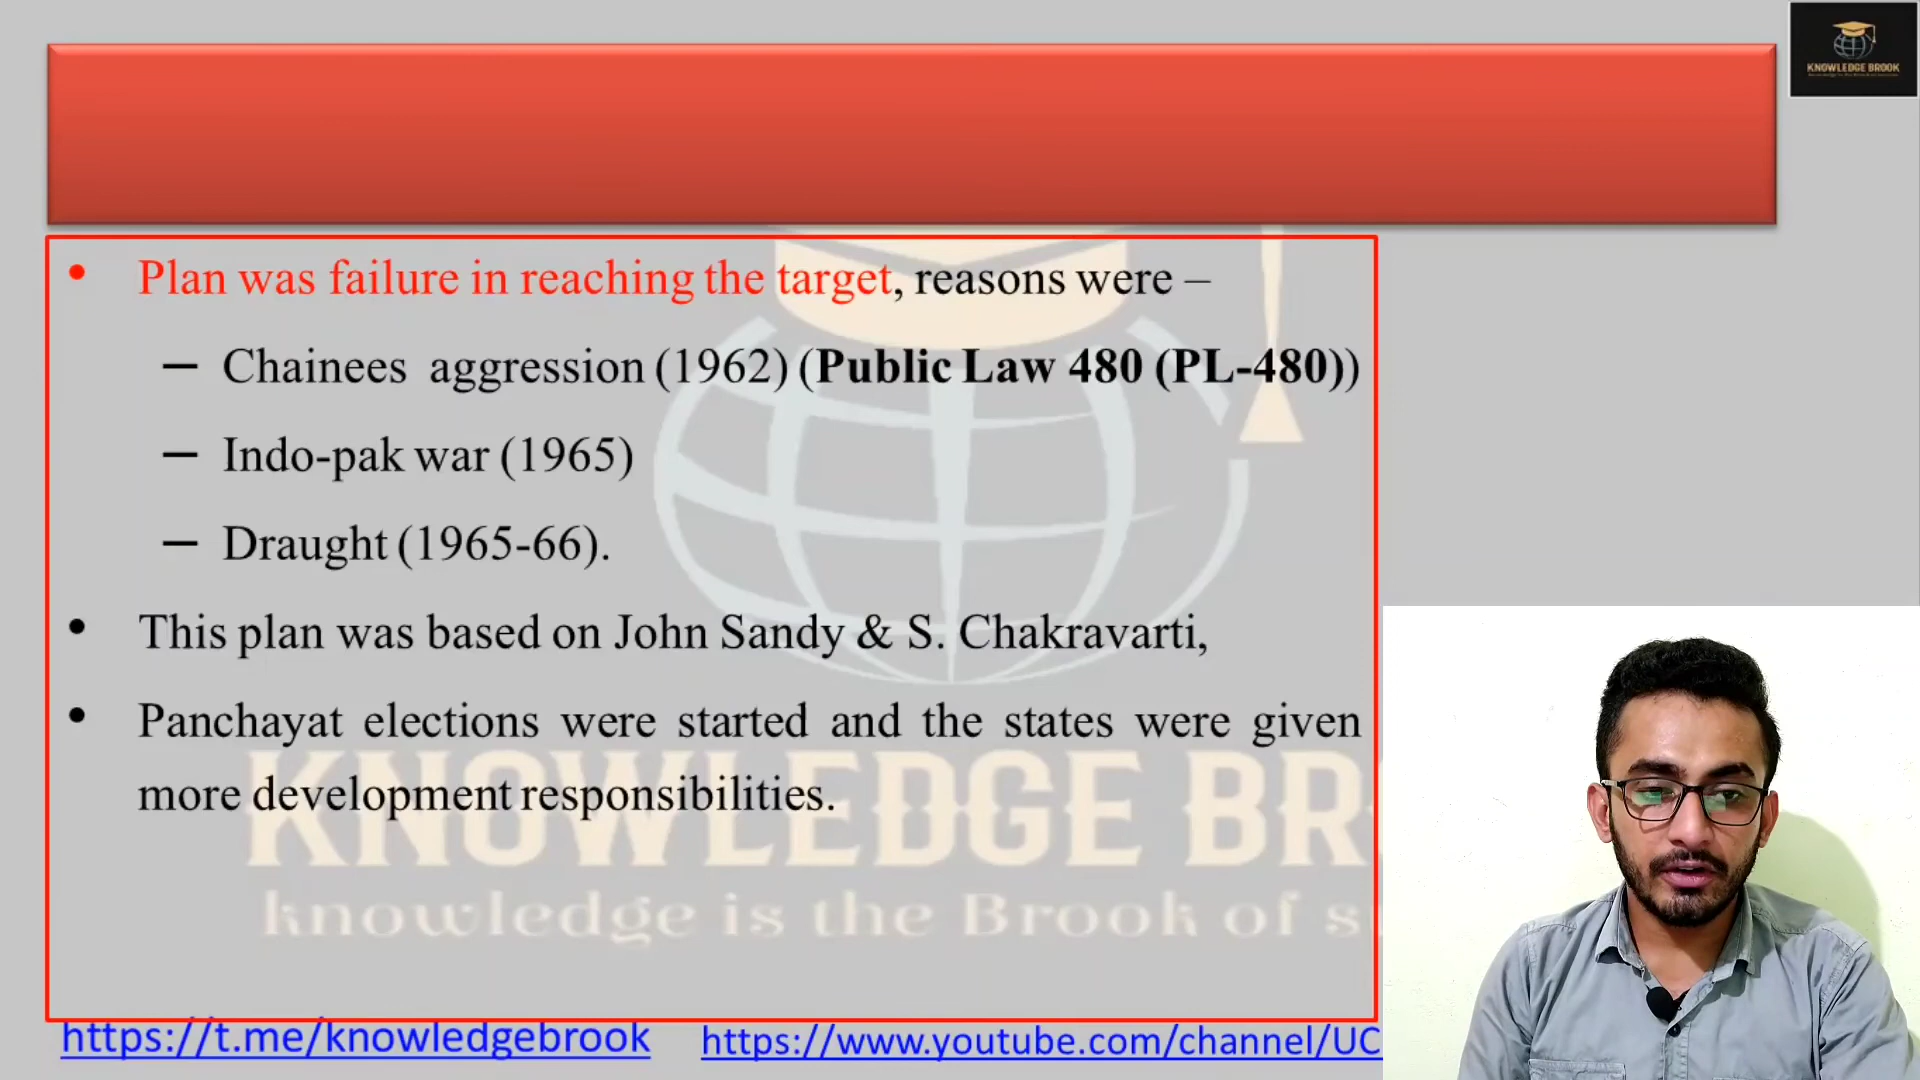 KNOWLEDGE BROOK
• Plan was failure in reaching the target, reasons were –
– Chainees aggression (1962) (Public Law 480 (PL-480))
– Indo-pak war (1965)
– Draught (1965-66).
• This plan was based on John Sandy & S. Chakravarti,
• Panchayat elections were started and the states were given
more development responsibilities.
KNOWLEDGE BR
knowledge is the Brook of s
https://t.me/knowledgebrook https://www.youtube.com/channel/UC